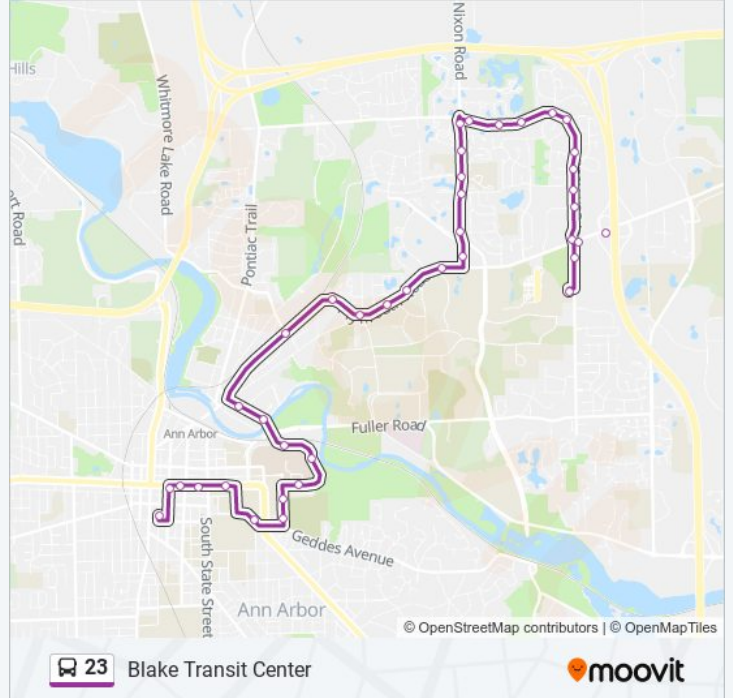 Nixon Road
Hills
Whitmore Lake Road
ort Road
Pontiac Trail
Ann Arbor
Fuller Road
Geddes Avenue
South State Street
Ann Arbor
© OpenStreetMap contributors | © OpenMapTiles
23 Blake Transit Center
moovit